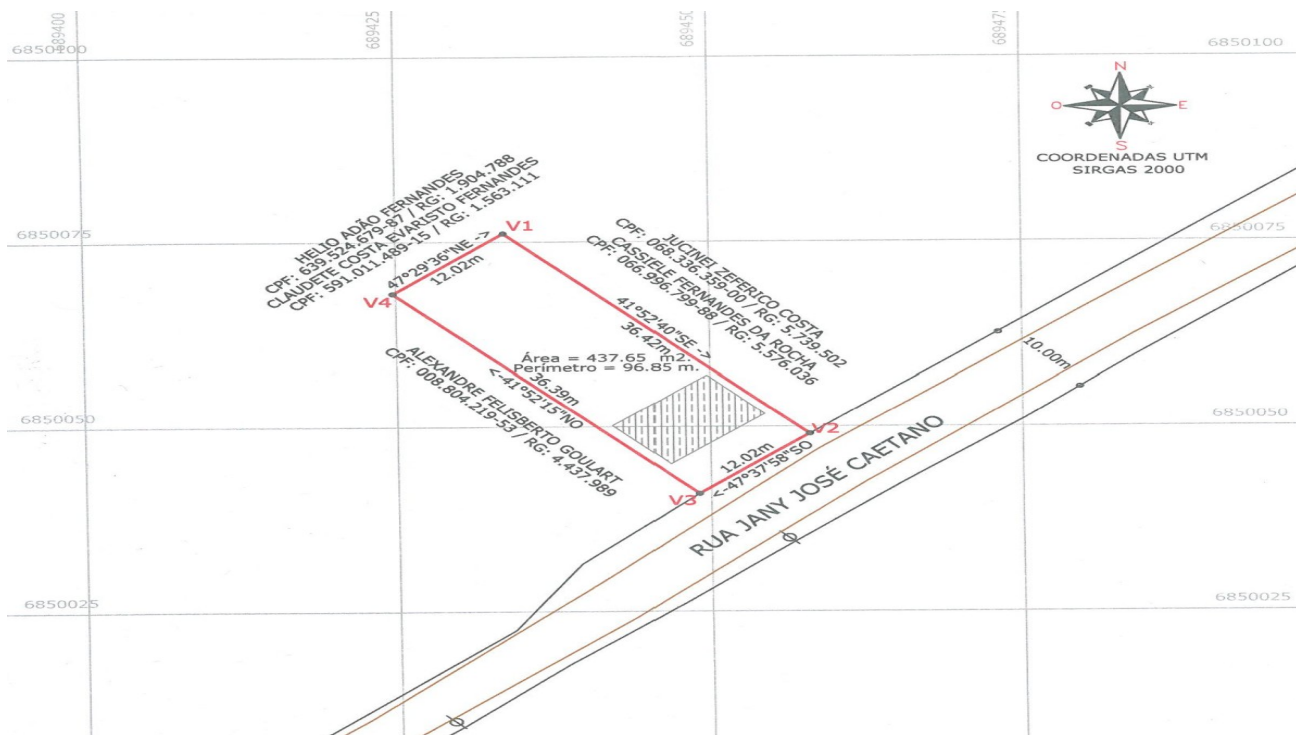 689400
689425
689450
6850100
6850100
N
O
E
S
COORDENADAS UTM
SIRGAS 2000
HELIO ADÃO FERNANDES
CPF: 639.524.679-87 / RG: 1.904.788
CLAUDETE COSTA EVARISTO FERNANDES
CPF: 591.011.489-15 / RG: 1.563.111
V1
6850075
6850075
47°29'36"NE ->
12.02m
V4
JUCINEI ZEFERICO COSTA
CPF: 068.336.359-00 / RG: 5.739.502
CASSIELE FERNANDES DA ROCHA
CPF: 066.996.799-88 / RG: 5.576.036
41°52'40"SE ->
36.42m
Área = 437.65 m2.
Perímetro = 96.85 m.
36.39m
<-41°52'15"NO
ALEXANDRE FELISBERTO GOULART
CPF: 008.804.219-53 / RG: 4.437.989
10.00m
6850050
6850050
V2
12.02m
<-47°37'58"SO
V3
RUA JANY JOSÉ CAETANO
6850025
6850025